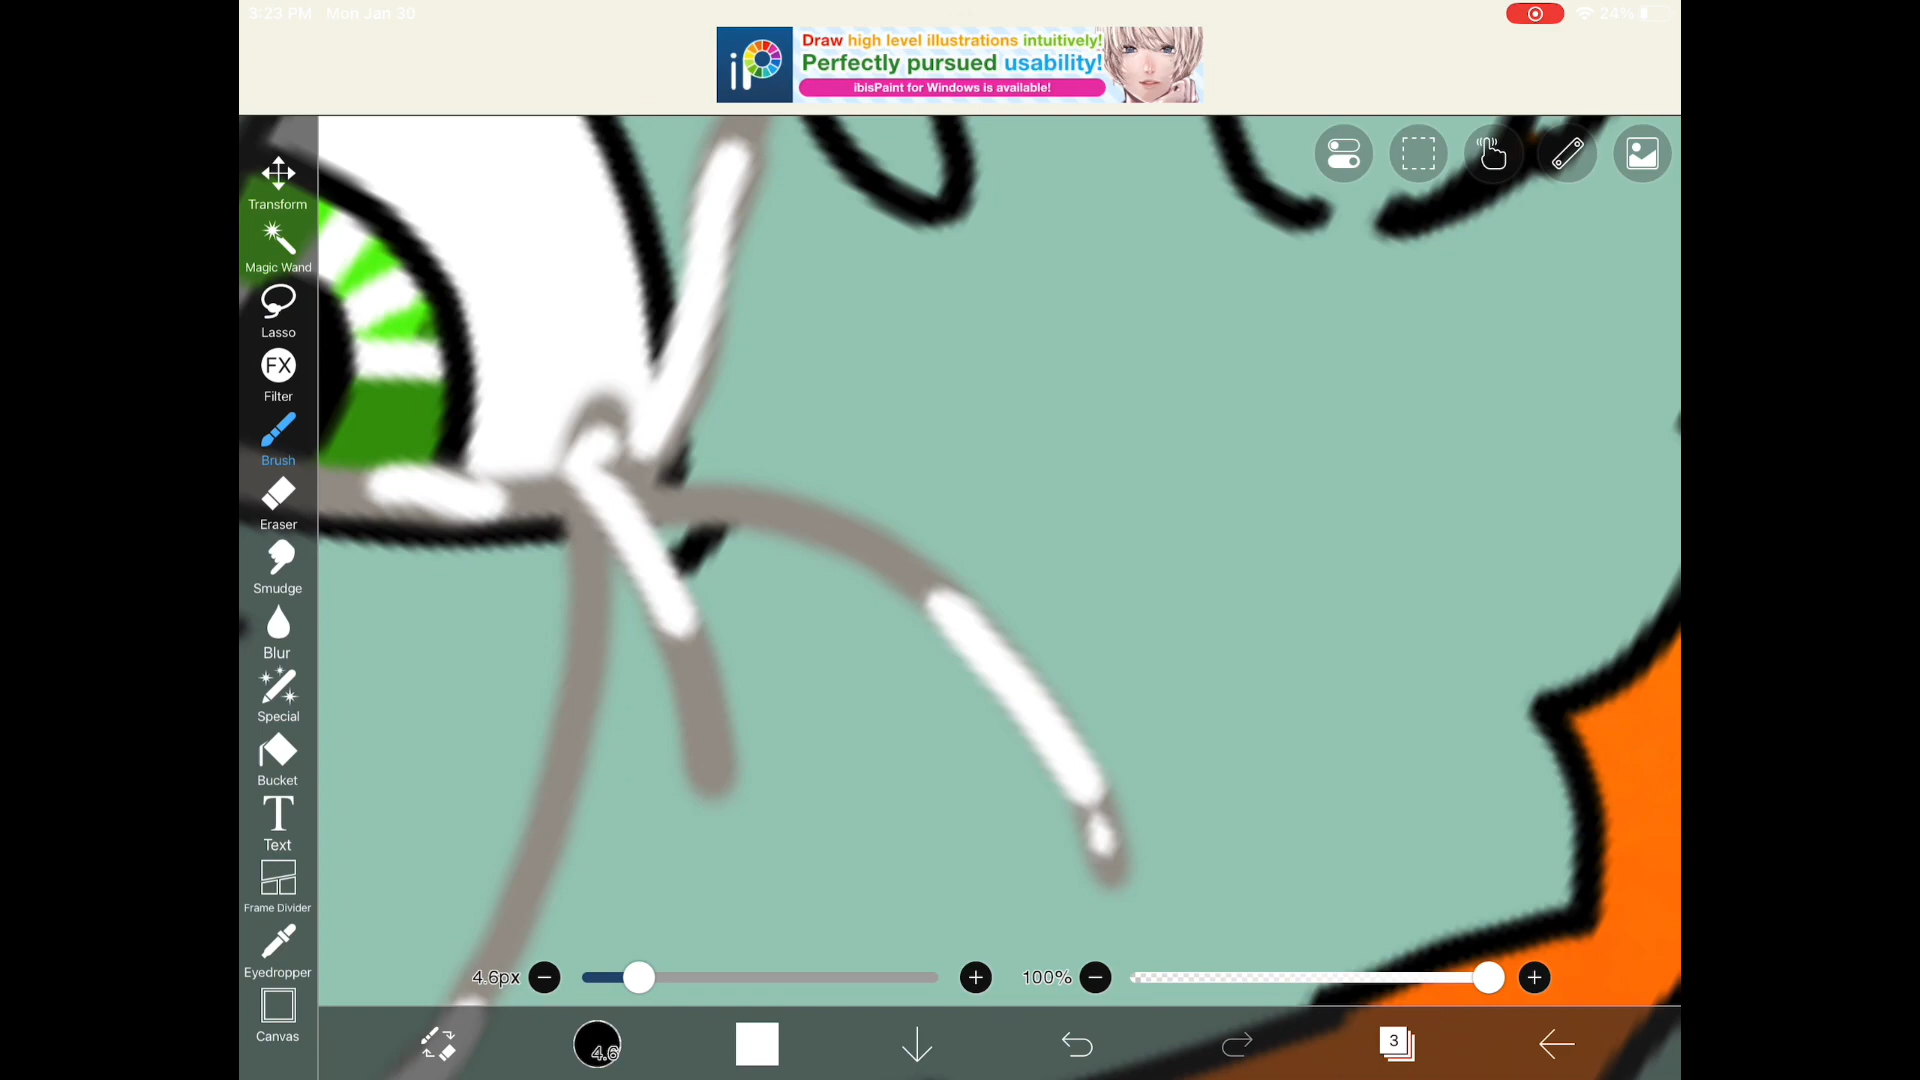 3:23 PM Mon Jan 30
24%
iP
Draw high level illustrations intuitively!
Perfectly pursued usability!
ibisPaint for Windows is available!
Transform
Magic Wand
Lasso
FX
Filter
Brush
Eraser
Smudge
Blur
Special
Bucket
T
Text
Frame Divider
Eyedropper
Canvas
4.6px
100%
4.6
3